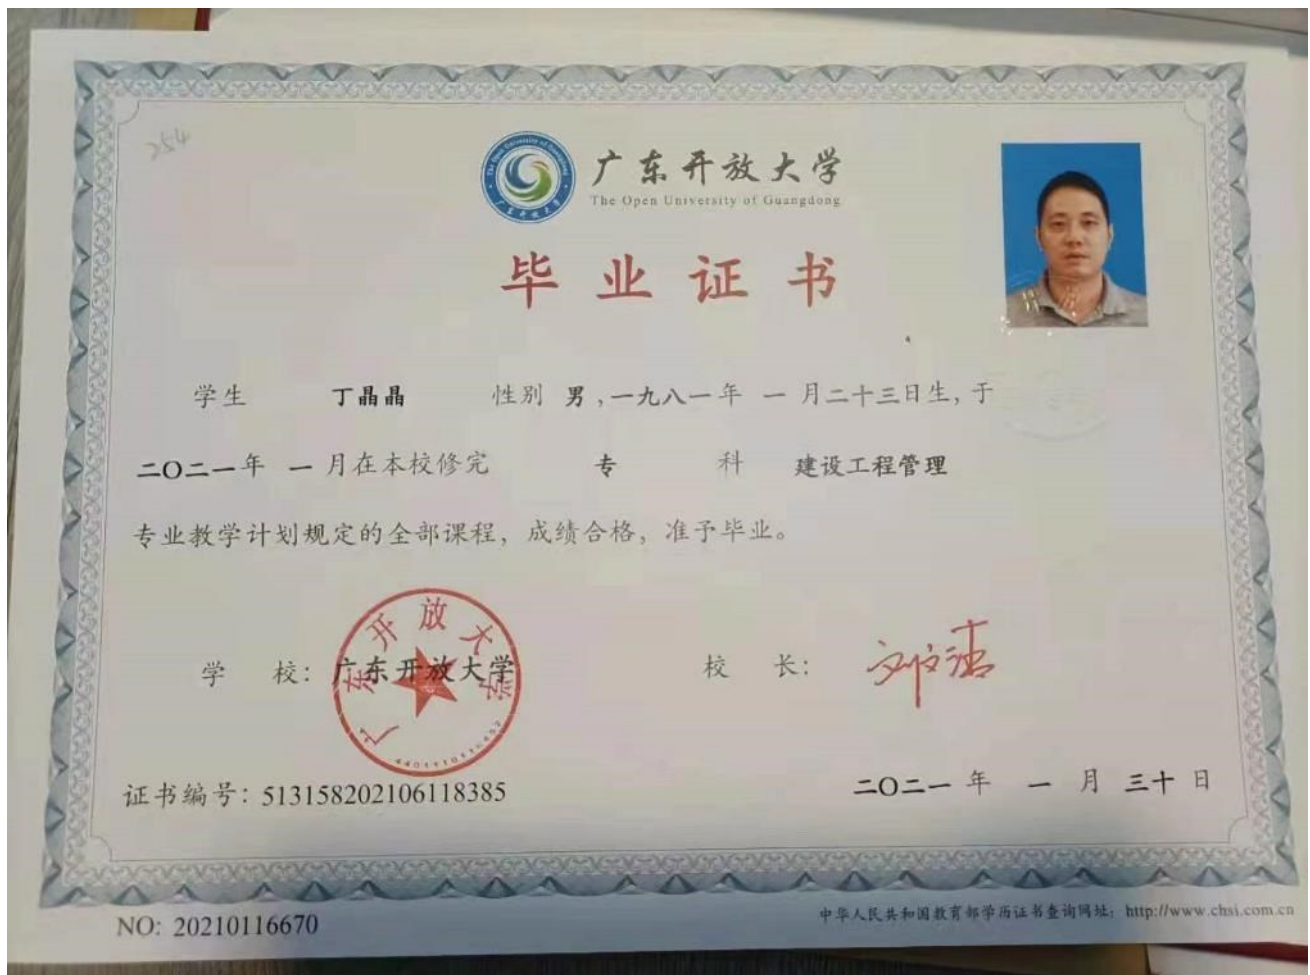 254
广东开放大学
The Open University of Guangdong
毕业证书
学生 丁晶晶 性别 男,一九八一年 一 月二十三日生,于
二〇二一年 一 月在本校修完 专 科 建设工程管理
专业教学计划规定的全部课程,成绩合格,准予毕业。
学 校:广东开放大学 校 长:
广东开放大学
证书编号:513158202106118385 二〇二一 年 一 月 三十 日
NO: 20210116670 中华人民共和国教育部学历证书查询网址:http://www.chsi.com.cn